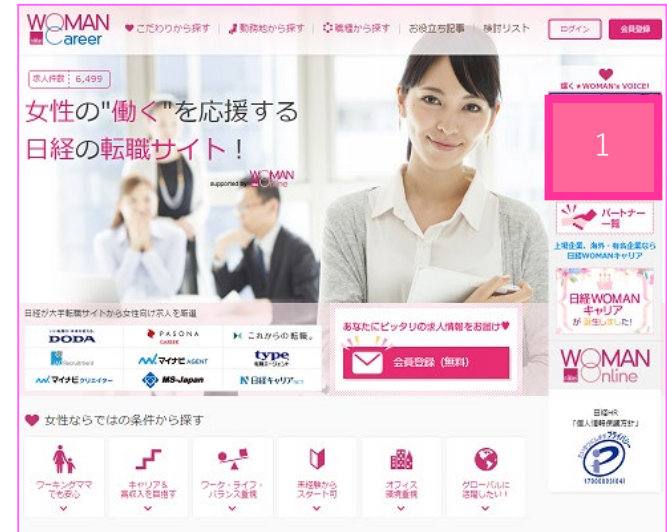 WOMAN
Career
こだわりから探す
勤務地から探す
職種から探す
お役立ち記事
検討リスト
ログイン
会員登録
求人件数 6,499
女性の"働く"を応援する
日経の転職サイト！
supported by WOMAN Online
輝く★WOMAN's VOICE!
1
パートナー
一覧
上場企業、海外・有名企業なら
日経WOMANキャリア
日経WOMAN
キャリア
が誕生しました!
WOMAN
Online
日経HR
「個人情報保護方針」
17000093(04)
日経が大手転職サイトから女性向け求人を厳選
DODA
PASONA
CAREER
これからの転職。
Recruitment
マイナビ AGENT
type
転職エージェント
マイナビクリエイター
MS-Japan
日経キャリアNET
あなたにピッタリの求人情報をお届け♥
会員登録（無料）
女性ならではの条件から探す
ワーキングママ
でも安心
キャリア&
高収入を目指す
ワーク・ライフ・
バランス重視
未経験から
スタート可
オフィス
環境重視
グローバルに
活躍したい！